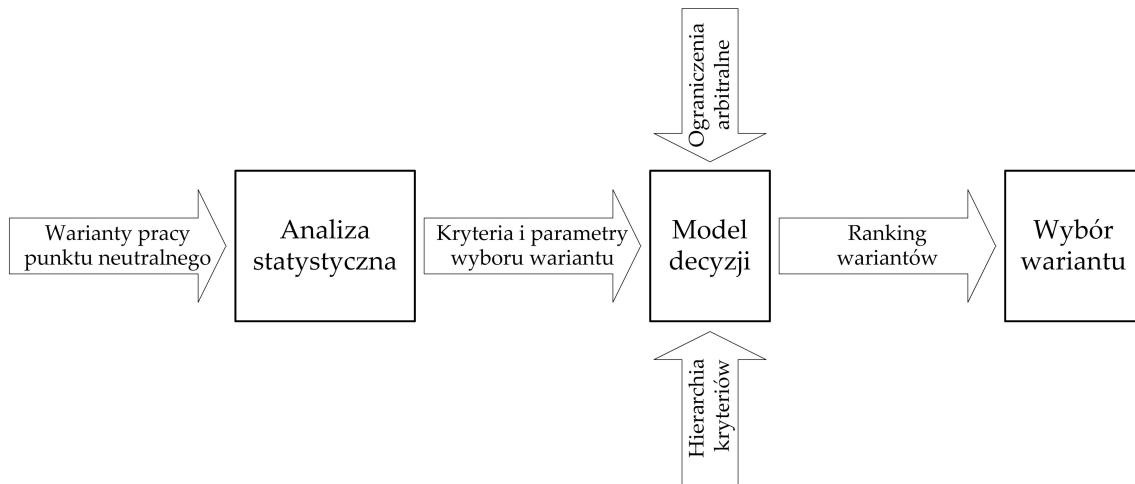 Ograniczenia
arbitralne
Warianty pracy
punktu neutralnego
Analiza
statystyczna
Kryteria i parametry
wyboru wariantu
Model
decyzji
Ranking
wariantów
Wybór
wariantu
Hierarchia
kryteriów